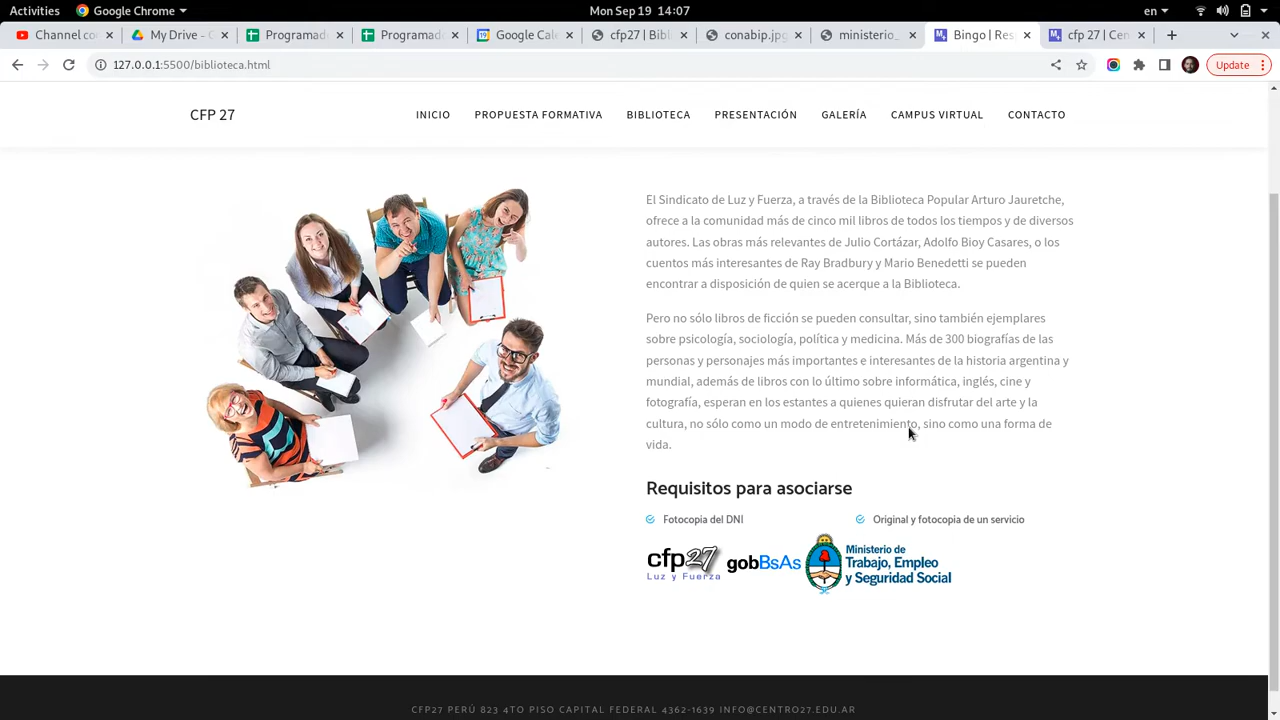 Activities
Google Chrome
Mon Sep 19 14:07
en
Channel co
My Drive - G
Programad
Programad
Google Cale
cfp27 | Bibl
conabip.jpg
ministerio_
Bingo | Res
cfp 27 | Cen
127.0.0.1:5500/biblioteca.html
Update
CFP 27
INICIO
PROPUESTA FORMATIVA
BIBLIOTECA
PRESENTACIÓN
GALERÍA
CAMPUS VIRTUAL
CONTACTO
El Sindicato de Luz y Fuerza, a través de la Biblioteca Popular Arturo Jauretche,
ofrece a la comunidad más de cinco mil libros de todos los tiempos y de diversos
autores. Las obras más relevantes de Julio Cortázar, Adolfo Bioy Casares, o los
cuentos más interesantes de Ray Bradbury y Mario Benedetti se pueden
encontrar a disposición de quien se acerque a la Biblioteca.
Pero no sólo libros de ficción se pueden consultar, sino también ejemplares
sobre psicología, sociología, política y medicina. Más de 300 biografías de las
personas y personajes más importantes e interesantes de la historia argentina y
mundial, además de libros con lo último sobre informática, inglés, cine y
fotografía, esperan en los estantes a quienes quieran disfrutar del arte y la
cultura, no sólo como un modo de entretenimiento, sino como una forma de
vida.
Requisitos para asociarse
Fotocopia del DNI
Original y fotocopia de un servicio
cfp27
Luz y Fuerza
gobBsAs
Ministerio de
Trabajo, Empleo
y Seguridad Social
CFP27 PERÚ 823 4TO PISO CAPITAL FEDERAL 4362-1639 INFO@CENTRO27.EDU.AR